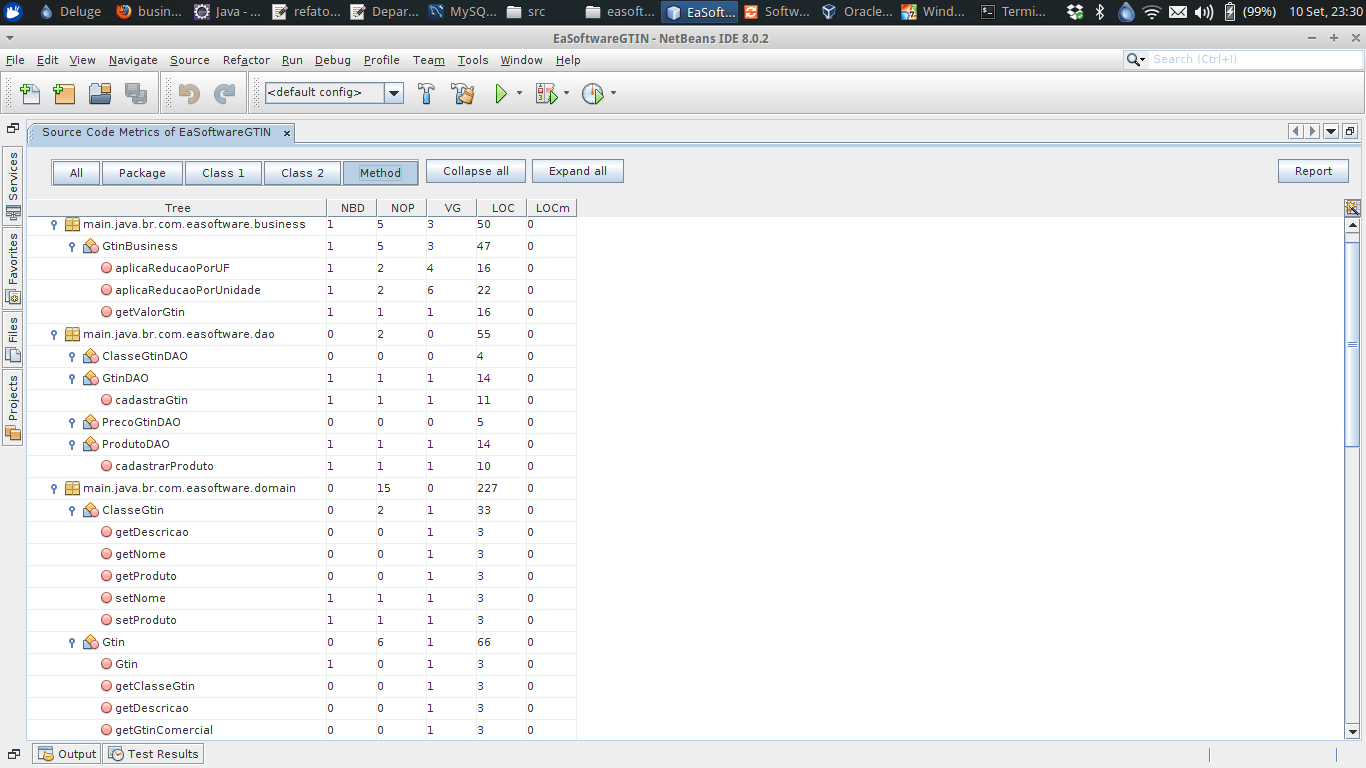 Deluge busin... Java - ... refato... Depar... MySQ... src easoft... EaSoft... Softw... Oracle... Wind... Termi... (99%) 10 Set, 23:30
EaSoftwareGTIN - NetBeans IDE 8.0.2
File Edit View Navigate Source Refactor Run Debug Profile Team Tools Window Help Search (Ctrl+I)
<default config>
Source Code Metrics of EaSoftwareGTIN
Services
Favorites
Files
Projects
All Package Class 1 Class 2 Method Collapse all Expand all Report
Tree NBD NOP VG LOC LOCm
main.java.br.com.easoftware.business 1 5 3 50 0
GtinBusiness 1 5 3 47 0
aplicaReducaoPorUF 1 2 4 16 0
aplicaReducaoPorUnidade 1 2 6 22 0
getValorGtin 1 1 1 16 0
main.java.br.com.easoftware.dao 0 2 0 55 0
ClasseGtinDAO 0 0 0 4 0
GtinDAO 1 1 1 14 0
cadastraGtin 1 1 1 11 0
PrecoGtinDAO 0 0 0 5 0
ProdutoDAO 1 1 1 14 0
cadastrarProduto 1 1 1 10 0
main.java.br.com.easoftware.domain 0 15 0 227 0
ClasseGtin 0 2 1 33 0
getDescricao 0 0 1 3 0
getNome 0 0 1 3 0
getProduto 0 0 1 3 0
setNome 1 1 1 3 0
setProduto 1 1 1 3 0
Gtin 0 6 1 66 0
Gtin 1 0 1 3 0
getClasseGtin 0 0 1 3 0
getDescricao 0 0 1 3 0
getGtinComercial 0 0 1 3 0
Output Test Results